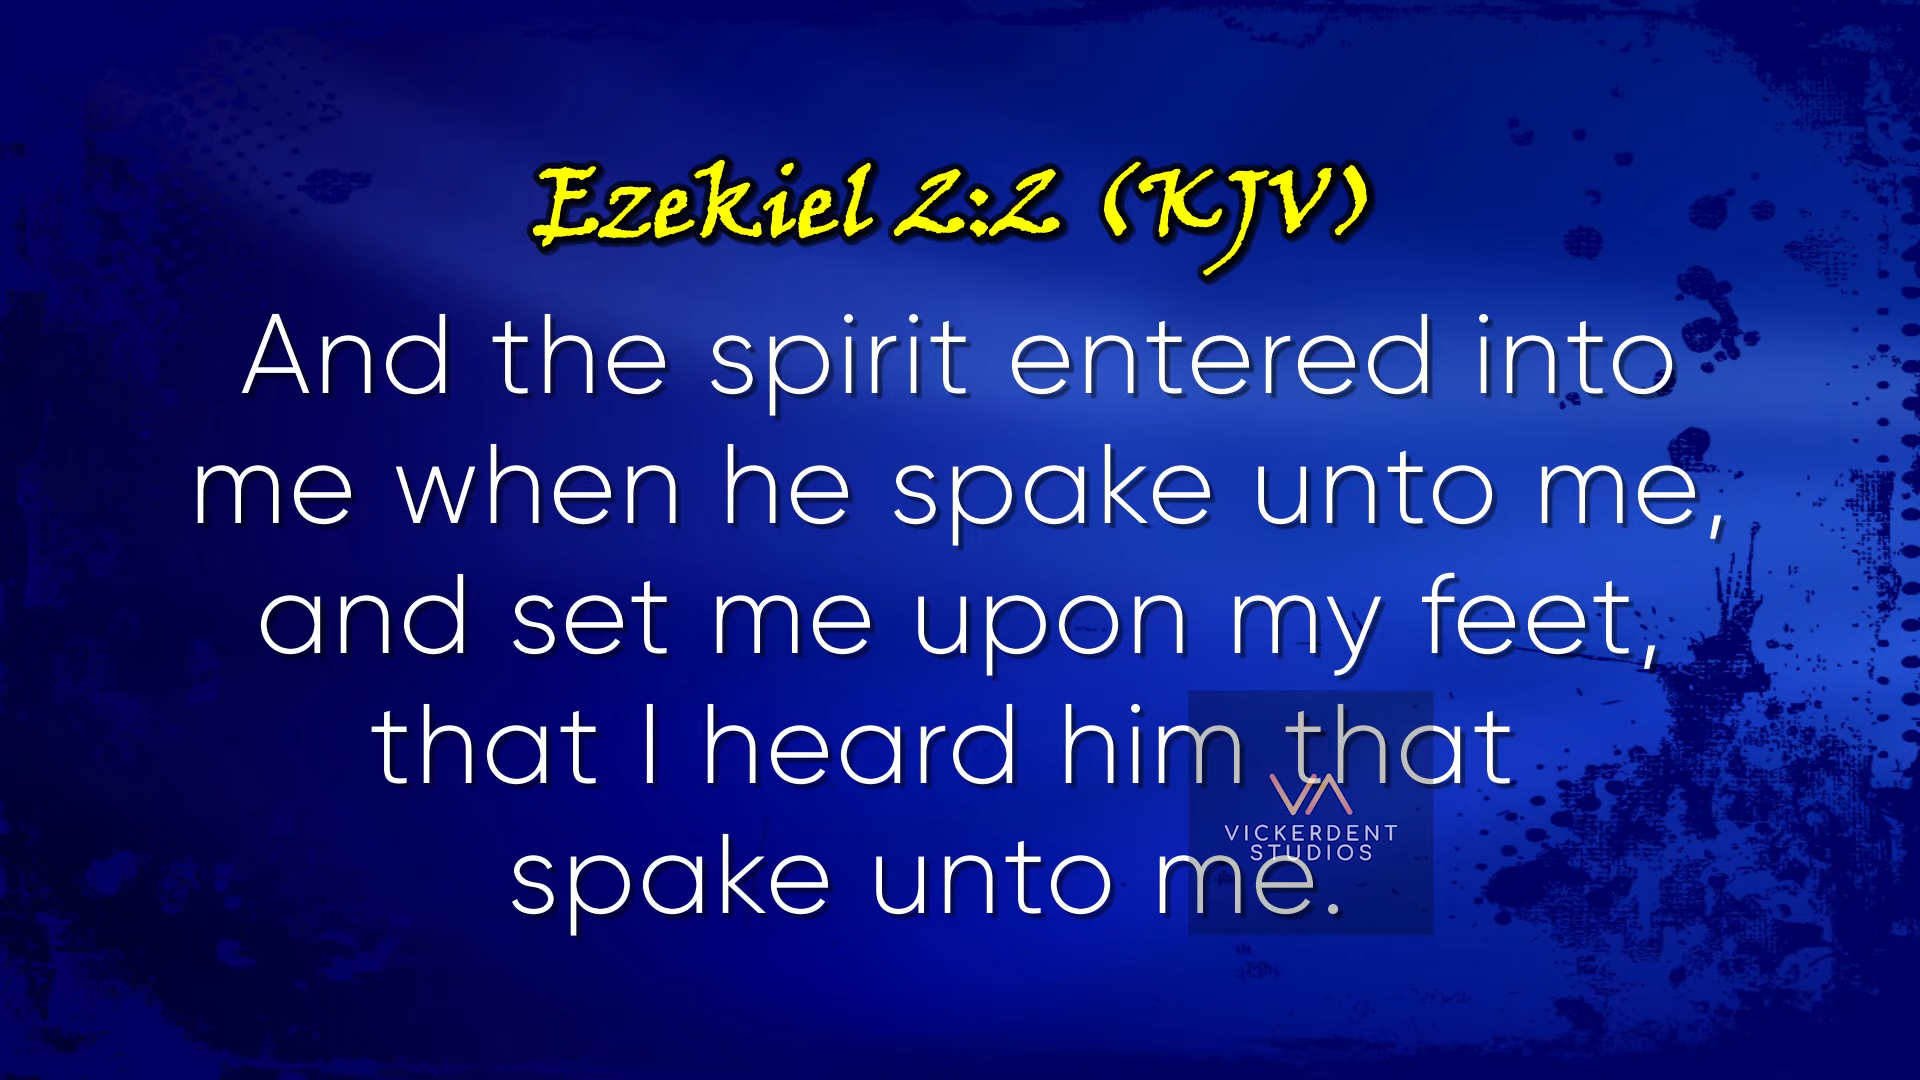 Ezekiel 2:2 (KJV)
And the spirit entered into
me when he spake unto me,
and set me upon my feet,
that I heard him that
spake unto me.
VICKERDENT
STUDIOS